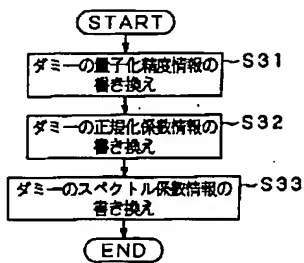 START
ダミーの量子化精度情報の
書き換え
S31
ダミーの正規化係数情報の
書き換え
S32
ダミーのスペクトル係数情報の
書き換え
S33
END